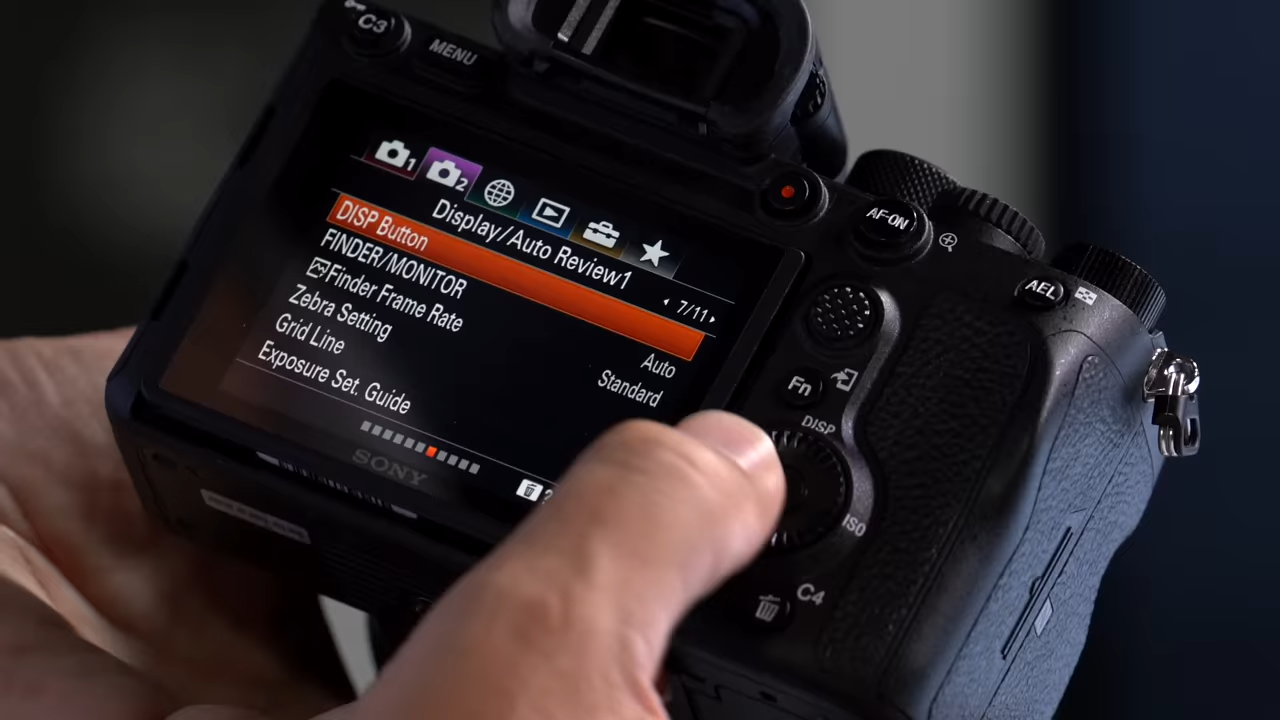 C3
MENU
1
2
Display/Auto Review1
7/11
DISP Button
FINDER/MONITOR
Finder Frame Rate
Auto
Zebra Setting
Standard
Grid Line
Exposure Set. Guide
?
SONY
AF-ON
AEL
Fn
DISP
ISO
C4